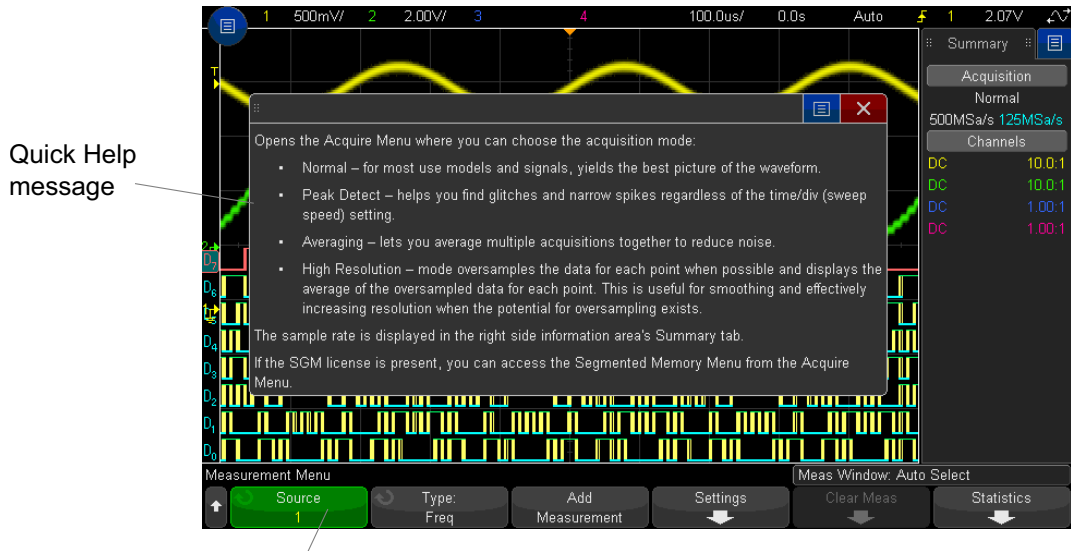 1 500mV/ 2 2.00V/ 3 4 100.0us/ 0.0s Auto 1 2.07V
Summary
Acquisition
Normal
500MSa/s 125MSa/s
Channels
DC 10.0:1
DC 10.0:1
DC 1.00:1
DC 1.00:1
T
Quick Help
message
Opens the Acquire Menu where you can choose the acquisition mode:
• Normal – for most use models and signals, yields the best picture of the waveform.
• Peak Detect – helps you find glitches and narrow spikes regardless of the time/div (sweep
speed) setting.
• Averaging – lets you average multiple acquisitions together to reduce noise.
• High Resolution – mode oversamples the data for each point when possible and displays the
average of the oversampled data for each point. This is useful for smoothing and effectively
increasing resolution when the potential for oversampling exists.
The sample rate is displayed in the right side information area's Summary tab.
If the SGM license is present, you can access the Segmented Memory Menu from the Acquire
Menu.
2
D7
D6
D4
D3
D2
D1
D0
Measurement Menu
Meas Window: Auto Select
Source
1
Type:
Freq
Add
Measurement
Settings
Clear Meas
Statistics